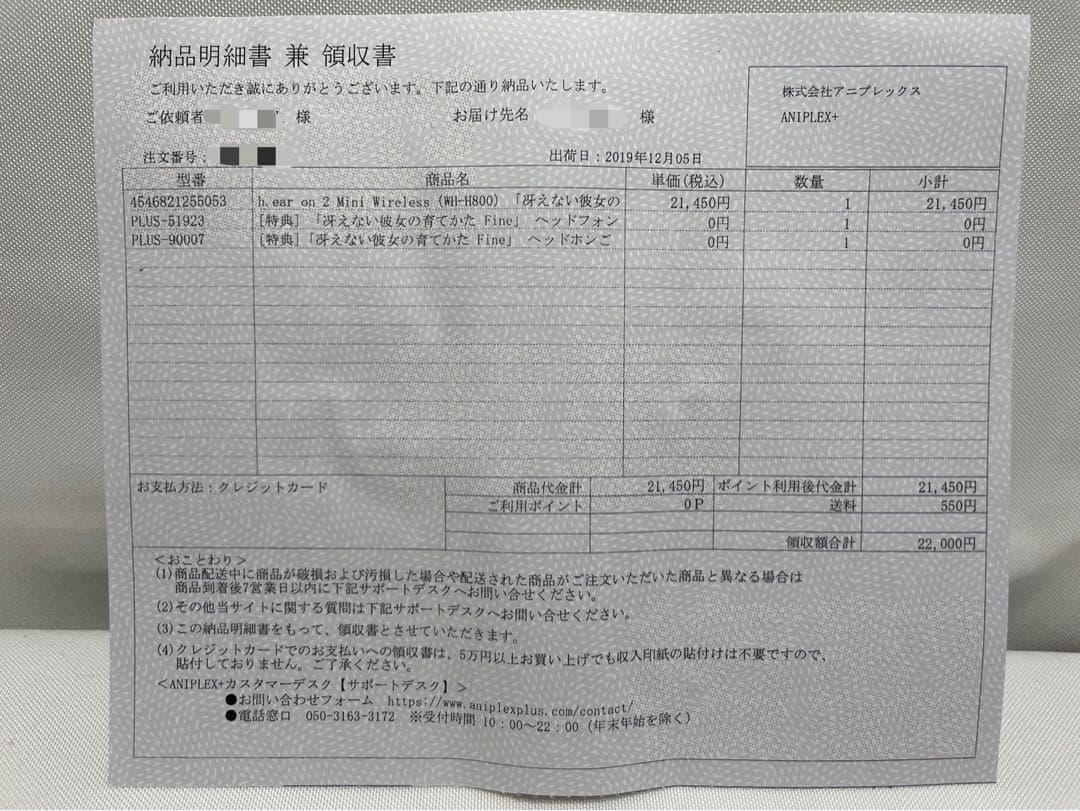 納品明細書 兼 領収書
ご利用いただき誠にありがとうございます。下記の通り納品いたします。
株式会社アニプレックス
ANIPLEX+
ご依頼者 様 お届け先名 様
注文番号: 出荷日:2019年12月05日
型番 商品名 単価(税込) 数量 小計
4546821255053 h.ear on 2 Mini Wireless (WH-H800) 「冴えない彼女の 21,450円 1 21,450円
PLUS-51923 [特典]「冴えない彼女の育てかた Fine」 ヘッドフォン 0円 1 0円
PLUS-90007 [特典]「冴えない彼女の育てかた Fine」 ヘッドホンご 0円 1 0円
お支払方法:クレジットカード 商品代金計 21,450円 ポイント利用後代金計 21,450円
ご利用ポイント 0P 送料 550円
領収額合計 22,000円
<おことわり>
(1)商品配送中に商品が破損および汚損した場合や配送された商品がご注文いただいた商品と異なる場合は
商品到着後7営業日以内に下記サポートデスクへお問い合せください。
(2)その他当サイトに関する質問は下記サポートデスクへお問い合せください。
(3)この納品明細書をもって、領収書とさせていただきます。
(4)クレジットカードでのお支払いへの領収書は、5万円以上お買い上げでも収入印紙の貼付けは不要ですので、
貼付しておりません。ご了承ください。
<ANIPLEX+カスタマーデスク【サポートデスク】>
●お問い合わせフォーム https://www.aniplexplus.com/contact/
●電話窓口 050-3163-3172 ※受付時間 10:00～22:00(年末年始を除く)